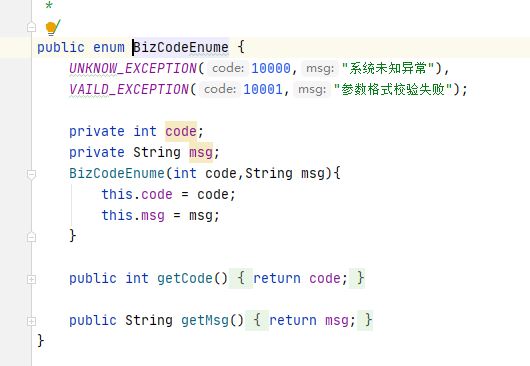 *
*/
public enum BizCodeEnume {
UNKNOW_EXCEPTION( code: 10000, msg: "系统未知异常"),
VAILD_EXCEPTION( code: 10001, msg: "参数格式校验失败");
private int code;
private String msg;
BizCodeEnume(int code,String msg){
this.code = code;
this.msg = msg;
}
public int getCode() { return code; }
public String getMsg() { return msg; }
}